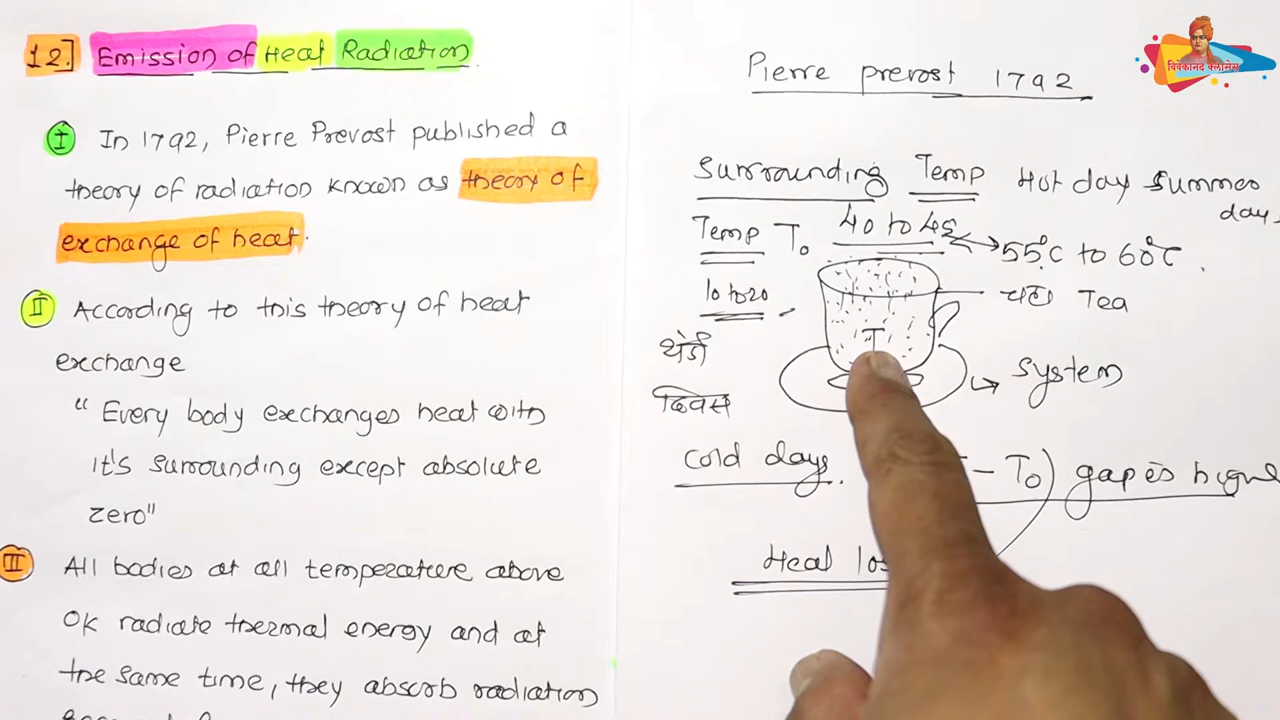 12] Emission of Heat Radiation.
I In 1792, Pierre Prevost published a
theory of radiation known as theory of
exchange of heat.
II According to this theory of heat
exchange
" Every body exchanges heat with
it's surrounding except absolute
zero"
III All bodies at all temperature above
0K radiate thermal energy and at
the same time, they absorb radiation
Pierre prevost 1792
Surrounding Temp Hot day summer
days
Temp T₀ 40 to 45 55°C to 60°C.
10 to 20 चहा Tea
T
थंडी
दिवस
System
cold days. - T₀) gap is
Heat
विवेकानंद क्लासेस